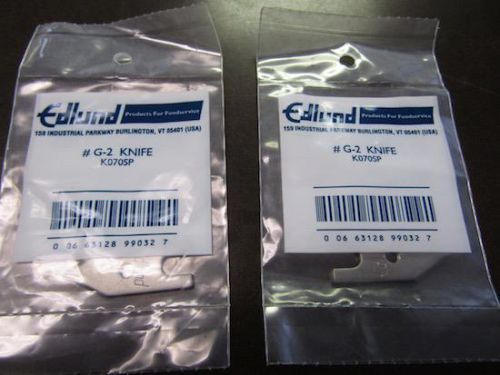 Edlund Products For Foodservice
159 INDUSTRIAL PARKWAY BURLINGTON, VT 05401 (USA)
# G-2 KNIFE
K070SP
0 06 63128 99032 7
Edlund Products For Foodservice
159 INDUSTRIAL PARKWAY BURLINGTON, VT 05401 (USA)
# G-2 KNIFE
K070SP
0 06 63128 99032 7